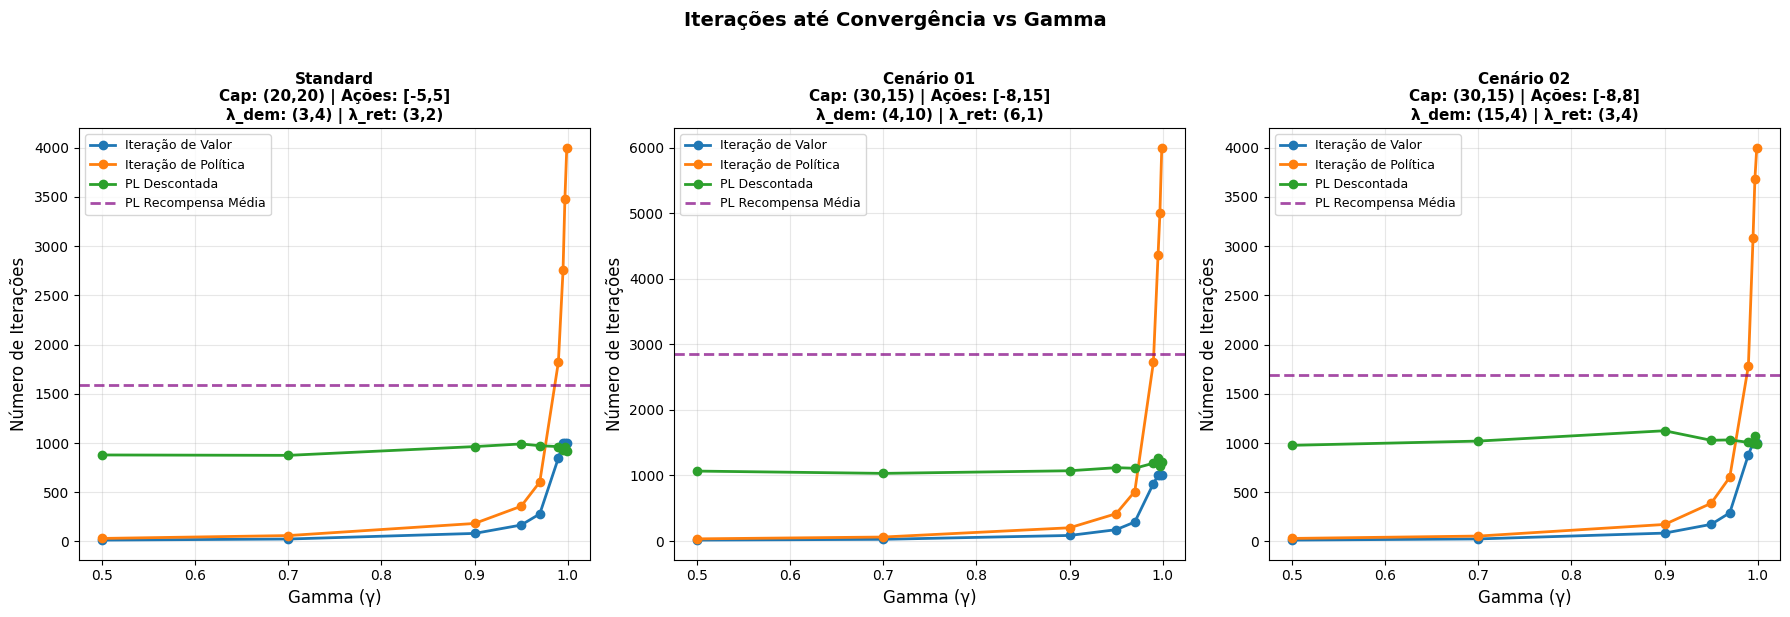 Iterações até Convergência vs Gamma
Standard
Cap: (20,20) | Ações: [-5,5]
λ_dem: (3,4) | λ_ret: (3,2)
Número de Iterações
4000
3500
3000
2500
2000
1500
1000
500
0
Iteração de Valor
Iteração de Política
PL Descontada
PL Recompensa Média
0.5 0.6 0.7 0.8 0.9 1.0
Gamma (γ)
Cenário 01
Cap: (30,15) | Ações: [-8,15]
λ_dem: (4,10) | λ_ret: (6,1)
Número de Iterações
6000
5000
4000
3000
2000
1000
0
Iteração de Valor
Iteração de Política
PL Descontada
PL Recompensa Média
0.5 0.6 0.7 0.8 0.9 1.0
Gamma (γ)
Cenário 02
Cap: (30,15) | Ações: [-8,8]
λ_dem: (15,4) | λ_ret: (3,4)
Número de Iterações
4000
3500
3000
2500
2000
1500
1000
500
0
Iteração de Valor
Iteração de Política
PL Descontada
PL Recompensa Média
0.5 0.6 0.7 0.8 0.9 1.0
Gamma (γ)